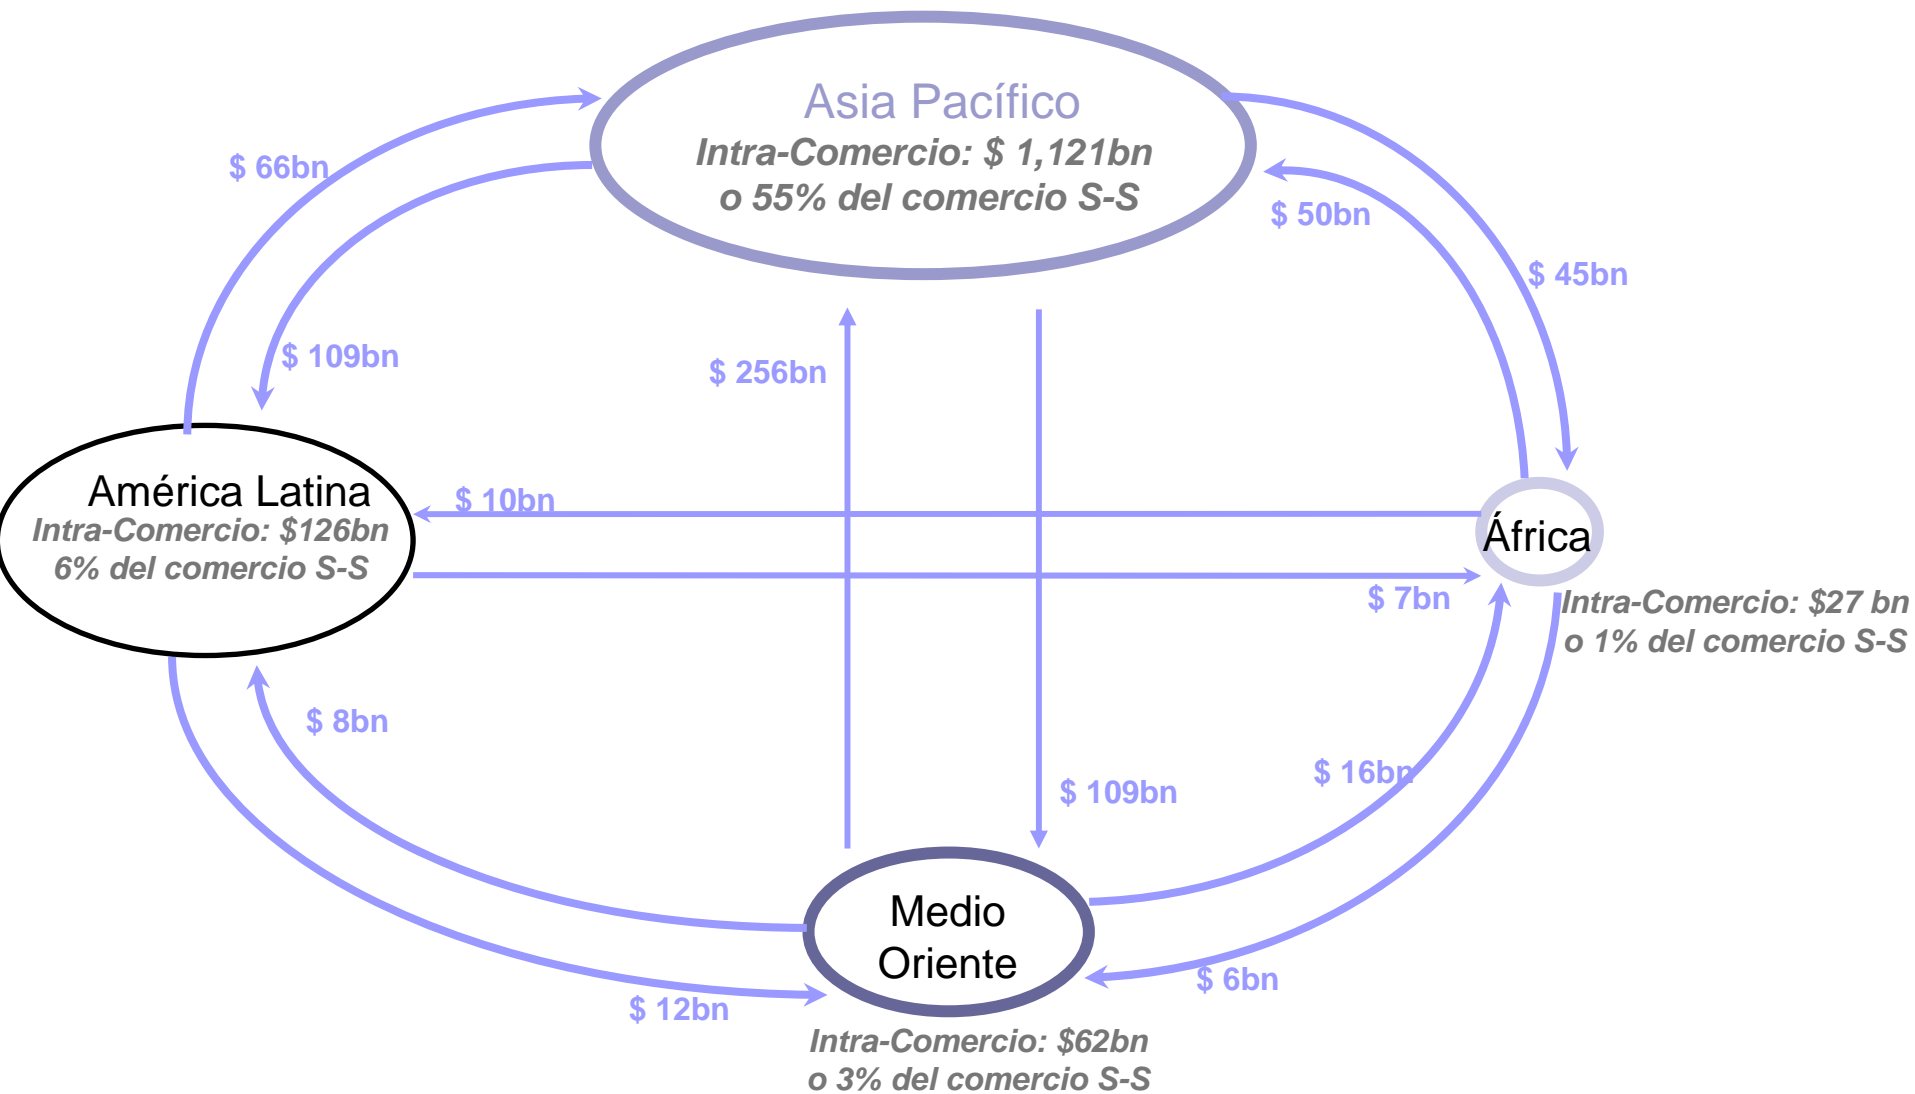 Asia Pacífico
Intra-Comercio: $ 1,121bn
o 55% del comercio S-S
$ 66bn
$ 50bn
$ 45bn
$ 109bn
$ 256bn
América Latina
Intra-Comercio: $126bn
6% del comercio S-S
$ 10bn
África
$ 7bn
Intra-Comercio: $27 bn
o 1% del comercio S-S
$ 8bn
$ 16bn
$ 109bn
Medio
Oriente
$ 6bn
$ 12bn
Intra-Comercio: $62bn
o 3% del comercio S-S